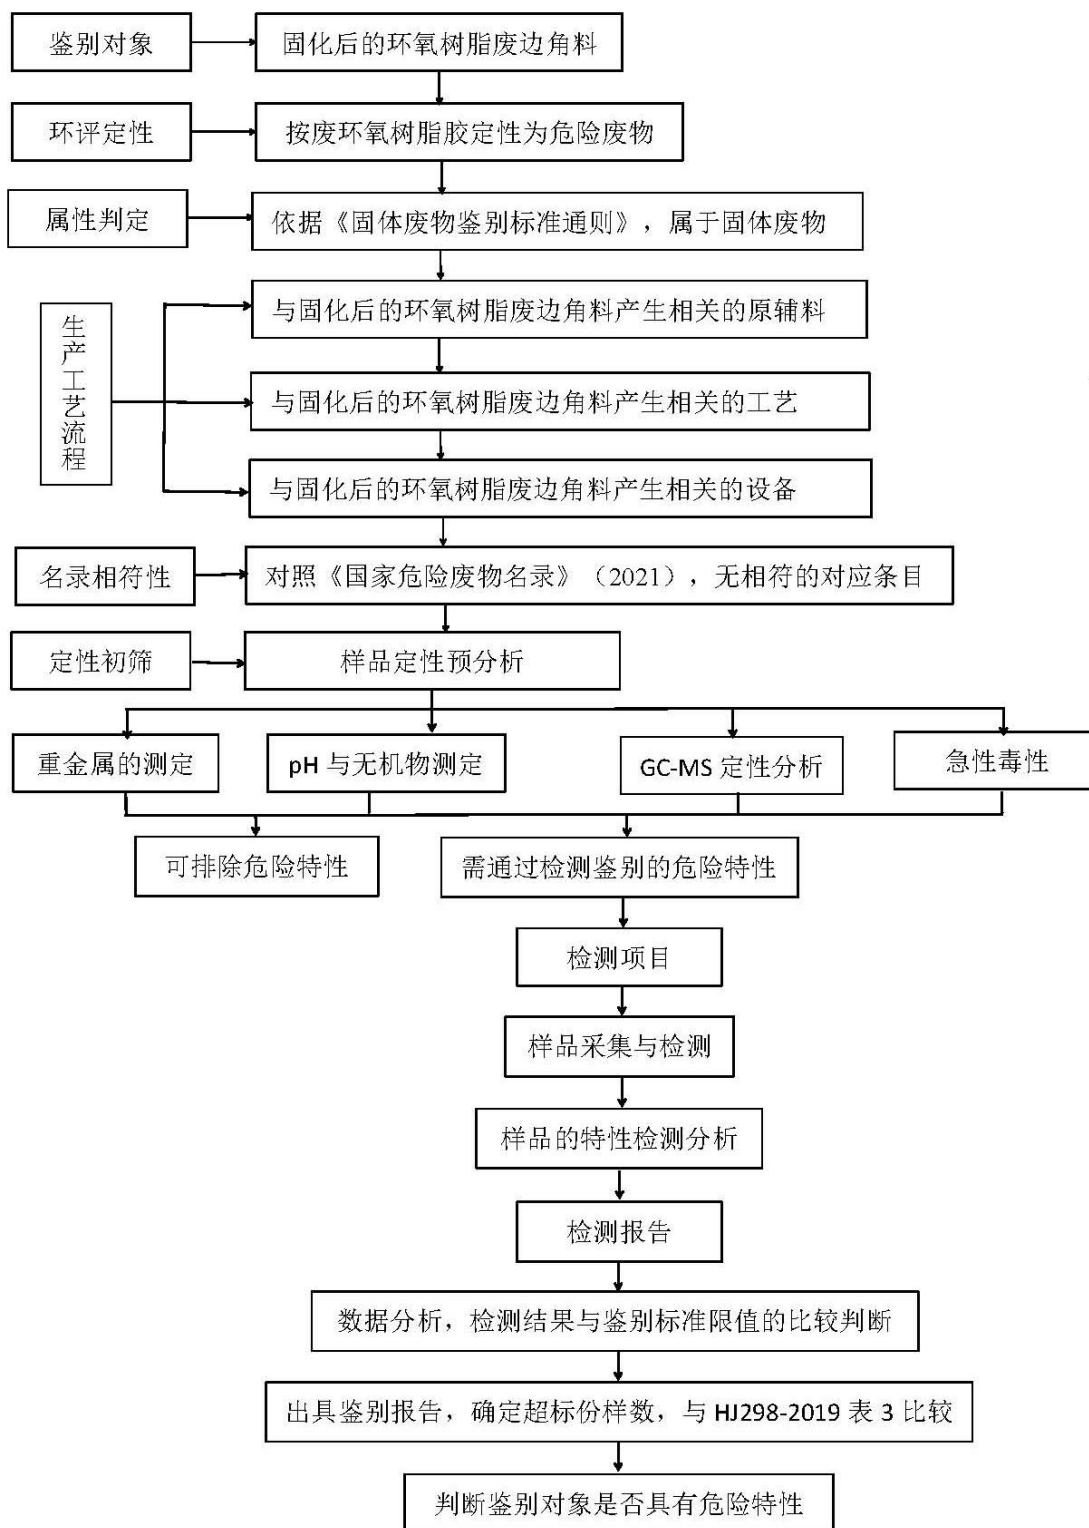 鉴别对象
固化后的环氧树脂废边角料
环评定性
按废环氧树脂胶定性为危险废物
属性判定
依据《固体废物鉴别标准通则》，属于固体废物
生产工艺流程
与固化后的环氧树脂废边角料产生相关的原辅料
与固化后的环氧树脂废边角料产生相关的工艺
与固化后的环氧树脂废边角料产生相关的设备
名录相符性
对照《国家危险废物名录》（2021），无相符的对应条目
定性初筛
样品定性预分析
重金属的测定
pH 与无机物测定
GC-MS 定性分析
急性毒性
可排除危险特性
需通过检测鉴别的危险特性
检测项目
样品采集与检测
样品的特性检测分析
检测报告
数据分析，检测结果与鉴别标准限值的比较判断
出具鉴别报告，确定超标份样数，与 HJ298-2019 表 3 比较
判断鉴别对象是否具有危险特性